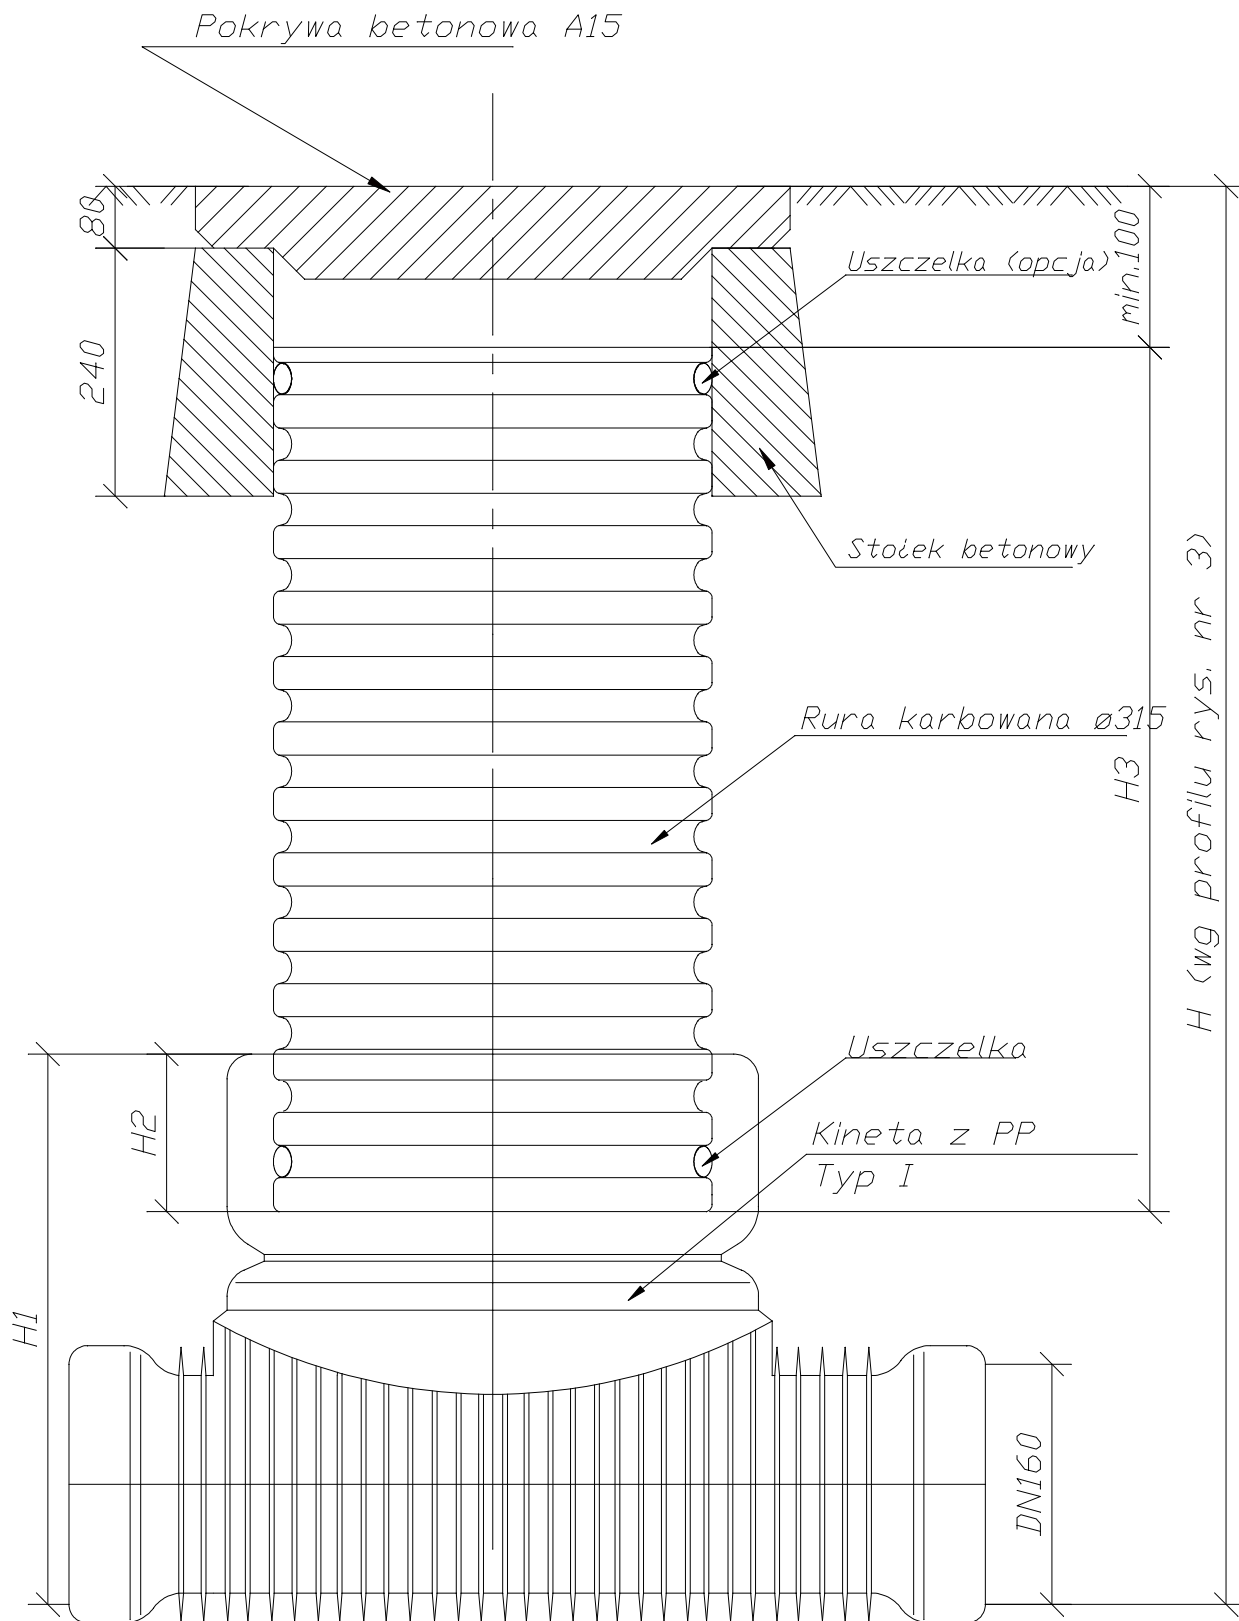 Pokrywa betonowa A15
80
min.100
Uszczelka (opcja)
240
Stożek betonowy
H (wg profilu rys. nr 3)
Rura karbowana ø315
H3
Uszczelka
H2
Kineta z PP
Typ I
H1
DN160